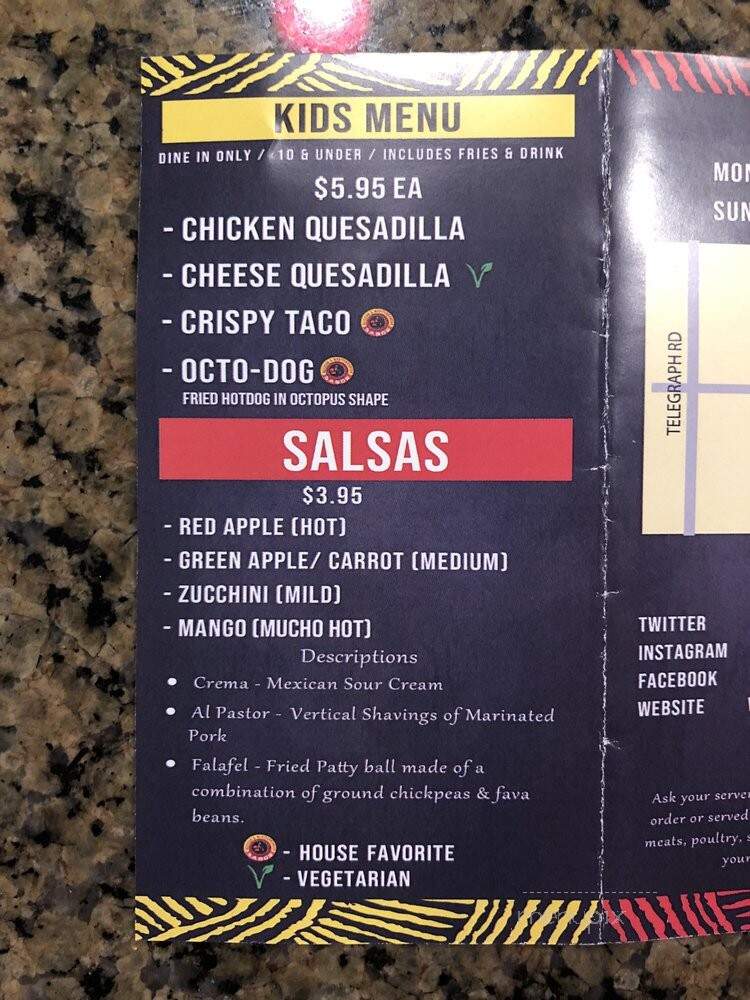 KIDS MENU
DINE IN ONLY / 10 & UNDER / INCLUDES FRIES & DRINK
$5.95 EA
- CHICKEN QUESADILLA
- CHEESE QUESADILLA
- CRISPY TACO
- OCTO-DOG
FRIED HOTDOG IN OCTOPUS SHAPE
SALSAS
$3.95
- RED APPLE (HOT)
- GREEN APPLE/ CARROT (MEDIUM)
- ZUCCHINI (MILD)
- MANGO (MUCHO HOT)
Descriptions
• Crema - Mexican Sour Cream
• Al Pastor - Vertical Shavings of Marinated
Pork
• Falafel - Fried Patty ball made of a
combination of ground chickpeas & fava
beans.
- HOUSE FAVORITE
- VEGETARIAN
MON
SUN
TELEGRAPH RD
TWITTER
INSTAGRAM
FACEBOOK
WEBSITE
Ask your server
order or served
meats, poultry,
your